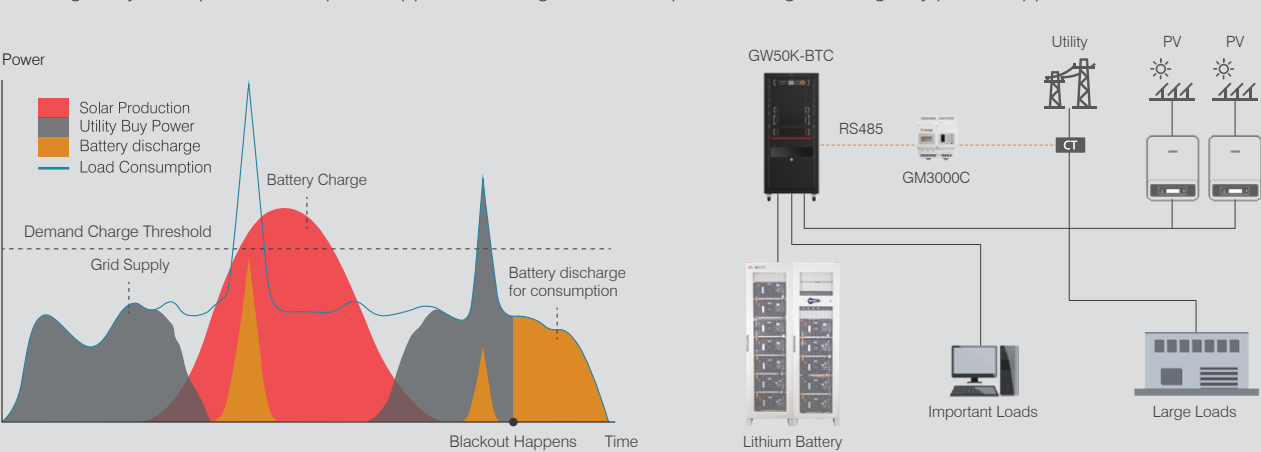 Power
Solar Production
Utility Buy Power
Battery discharge
Load Consumption
Battery Charge
Demand Charge Threshold
Grid Supply
Battery discharge
for consumption
Blackout Happens
Time
GW50K-BTC
Utility
PV
PV
RS485
CT
GM3000C
Important Loads
Large Loads
Lithium Battery